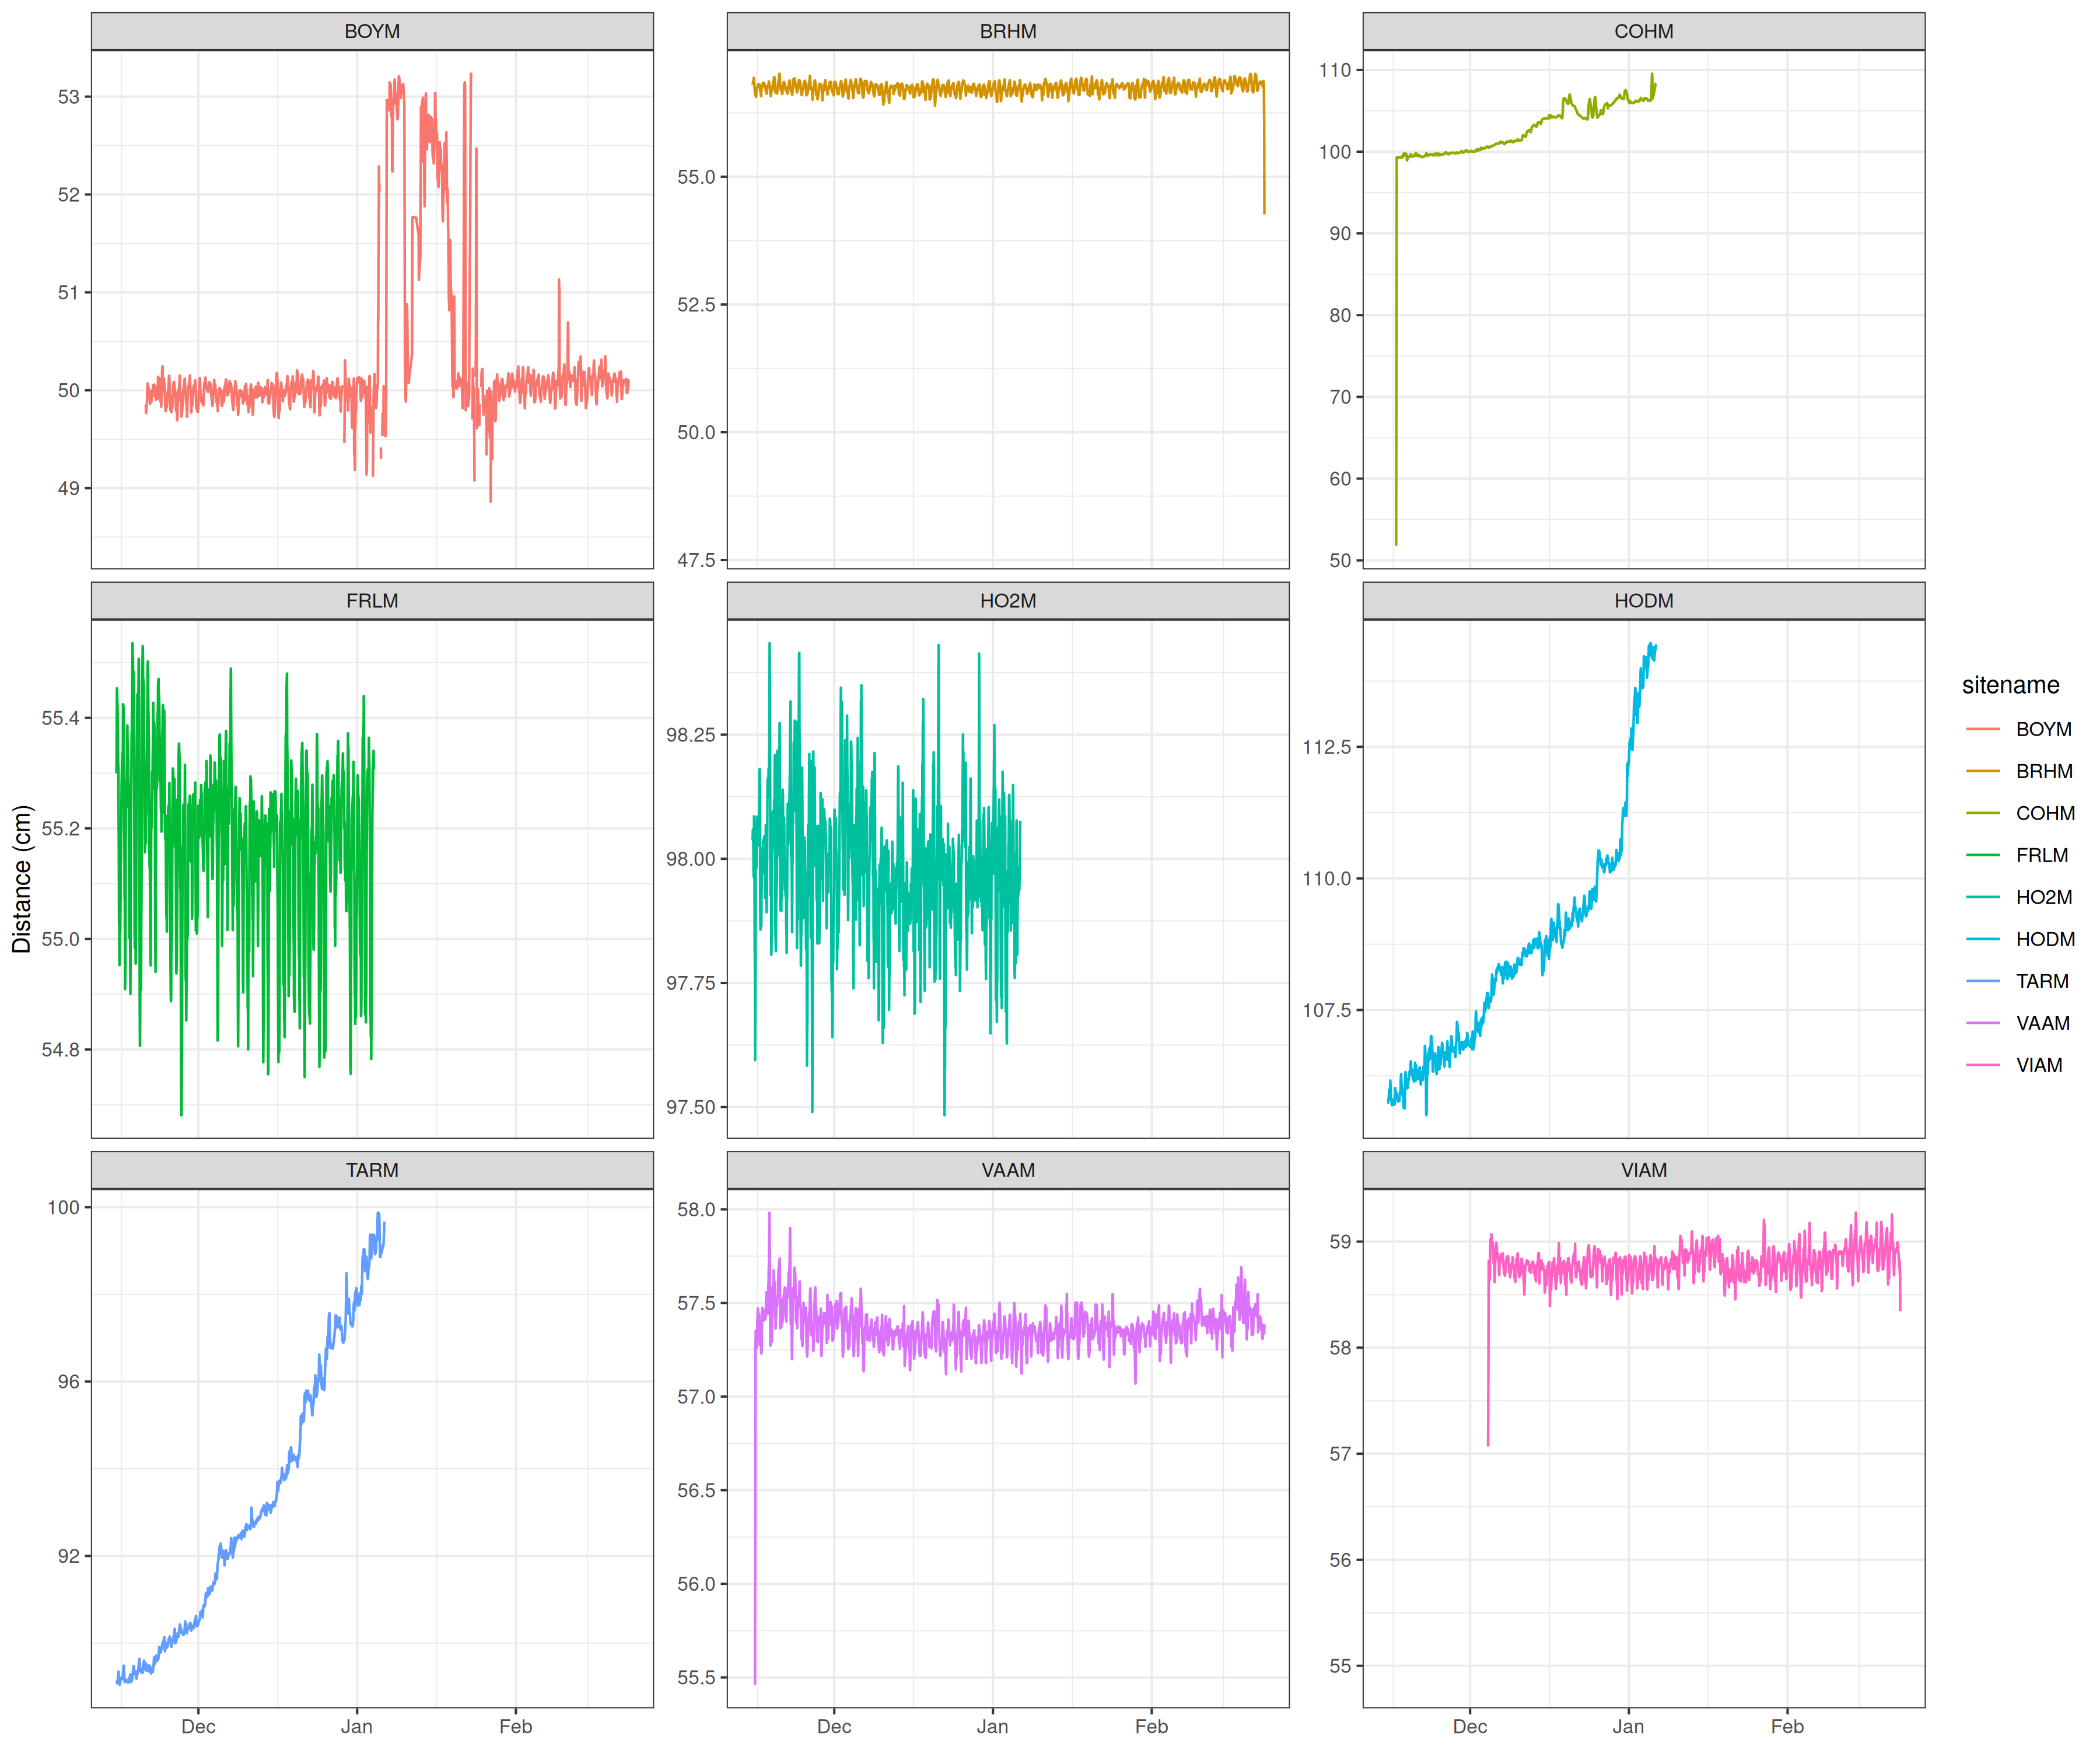 BOYM
BRHM
COHM
53
52
51
50
49
55.0
52.5
50.0
47.5
110
100
90
80
70
60
50
FRLM
HO2M
HODM
55.4
55.2
55.0
54.8
98.25
98.00
97.75
97.50
112.5
110.0
107.5
TARM
VAAM
VIAM
100
96
92
58.0
57.5
57.0
56.5
56.0
55.5
59
58
57
56
55
Dec Jan Feb
Dec Jan Feb
Dec Jan Feb
Distance (cm)
sitename
BOYM
BRHM
COHM
FRLM
HO2M
HODM
TARM
VAAM
VIAM